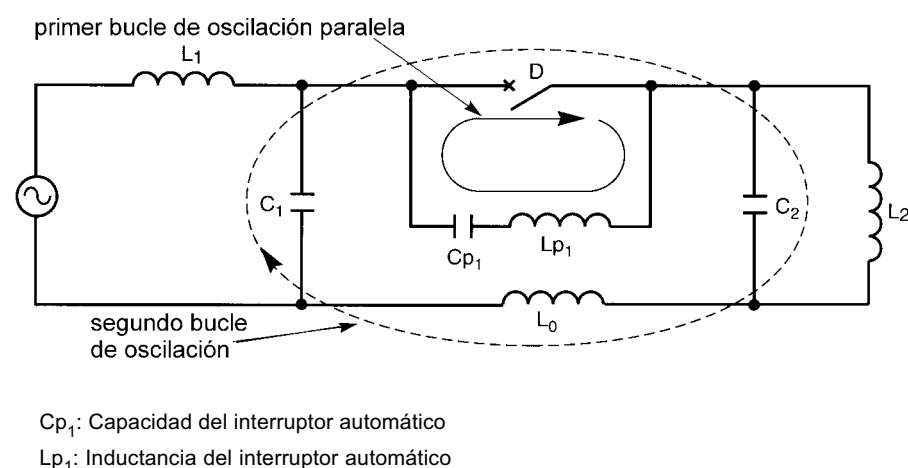 primer bucle de oscilación paralela
L1
D
C1
Cp1
Lp1
C2
L2
L0
segundo bucle
de oscilación
Cp1: Capacidad del interruptor automático
Lp1: Inductancia del interruptor automático